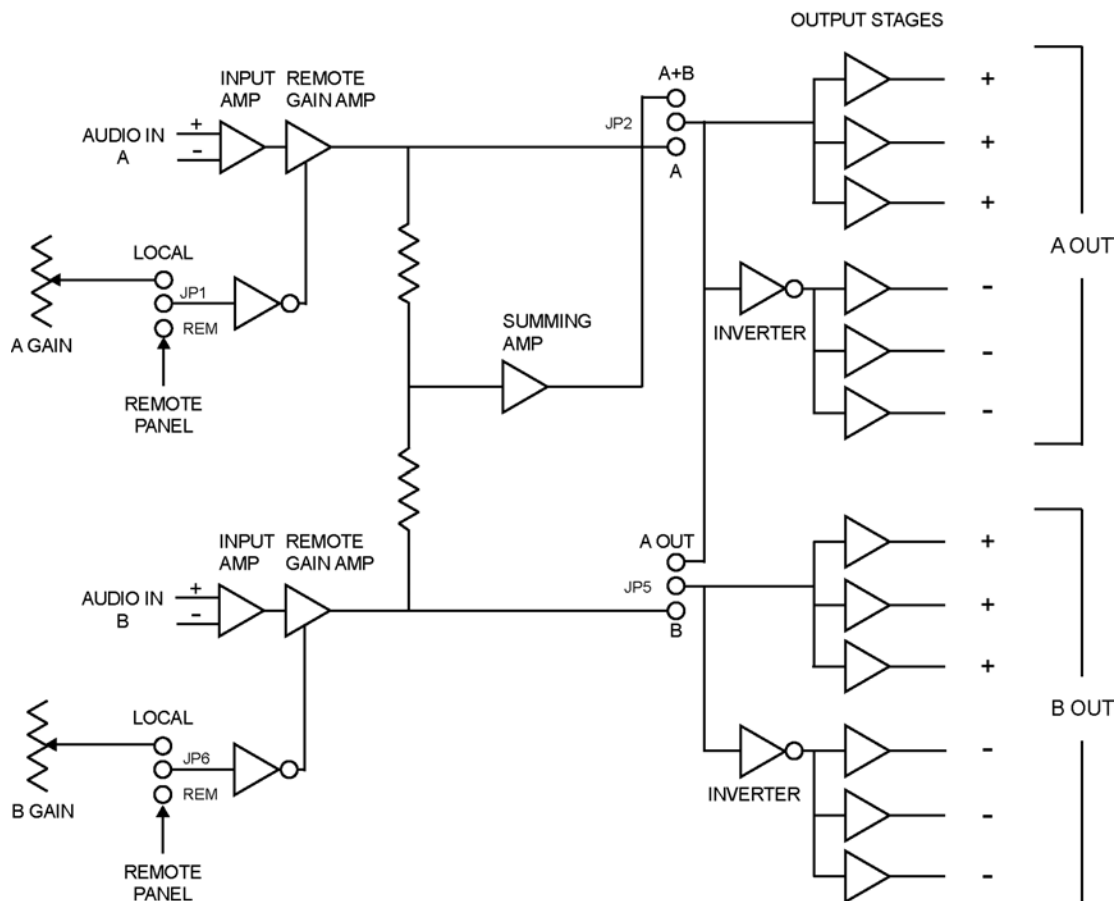 OUTPUT STAGES
INPUT
AMP
REMOTE
GAIN AMP
A+B
JP2
A
AUDIO IN
A
+
-
LOCAL
JP1
REM
A GAIN
REMOTE
PANEL
SUMMING
AMP
INVERTER
+
+
+
-
-
-
A OUT
INPUT
AMP
REMOTE
GAIN AMP
A OUT
JP5
B
AUDIO IN
B
+
-
LOCAL
JP6
REM
B GAIN
REMOTE
PANEL
INVERTER
+
+
+
-
-
-
B OUT